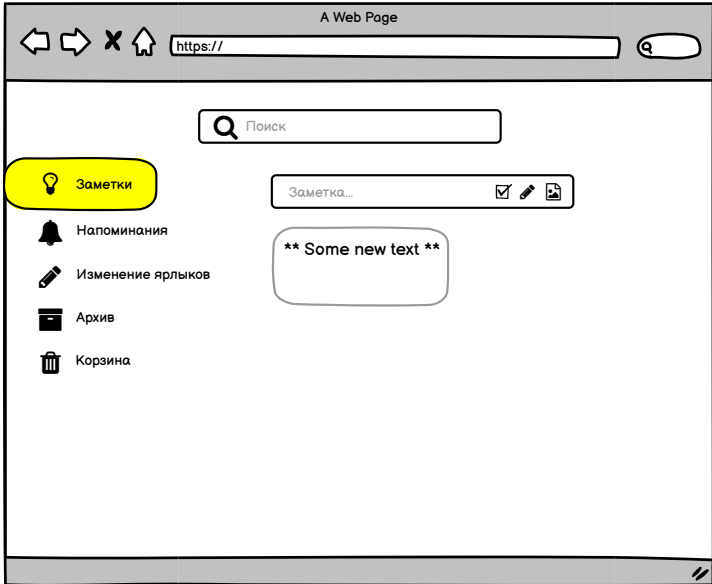 A Web Page
https://
Поиск
Заметки
Заметка...
Напоминания
** Some new text **
Изменение ярлыков
Архив
Корзина